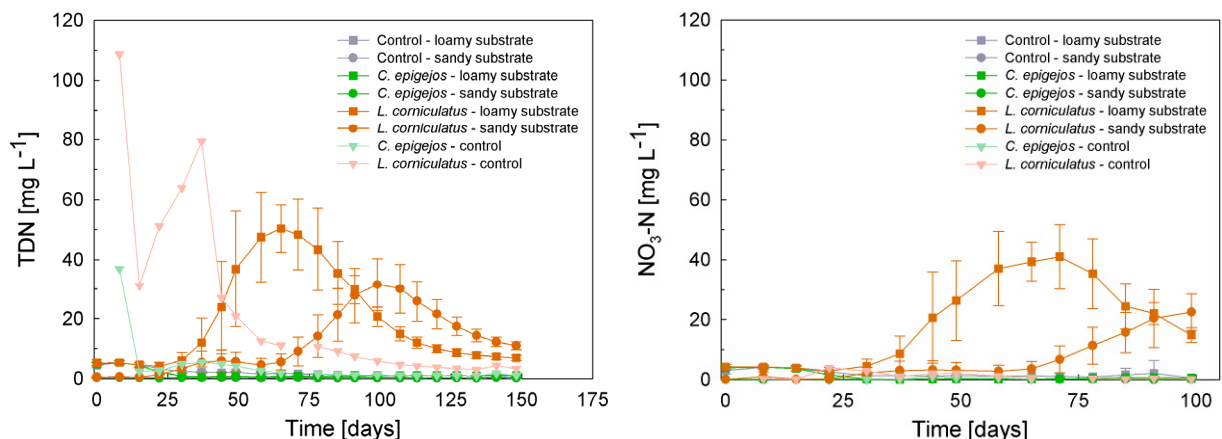 120
100
80
60
40
20
0
TDN [mg L⁻¹]
Control - loamy substrate
Control - sandy substrate
C. epigejos - loamy substrate
C. epigejos - sandy substrate
L. corniculatus - loamy substrate
L. corniculatus - sandy substrate
C. epigejos - control
L. corniculatus - control
0 25 50 75 100 125 150 175
Time [days]
120
100
80
60
40
20
0
NO₃-N [mg L⁻¹]
Control - loamy substrate
Control - sandy substrate
C. epigejos - loamy substrate
C. epigejos - sandy substrate
L. corniculatus - loamy substrate
L. corniculatus - sandy substrate
C. epigejos - control
L. corniculatus - control
0 25 50 75 100
Time [days]